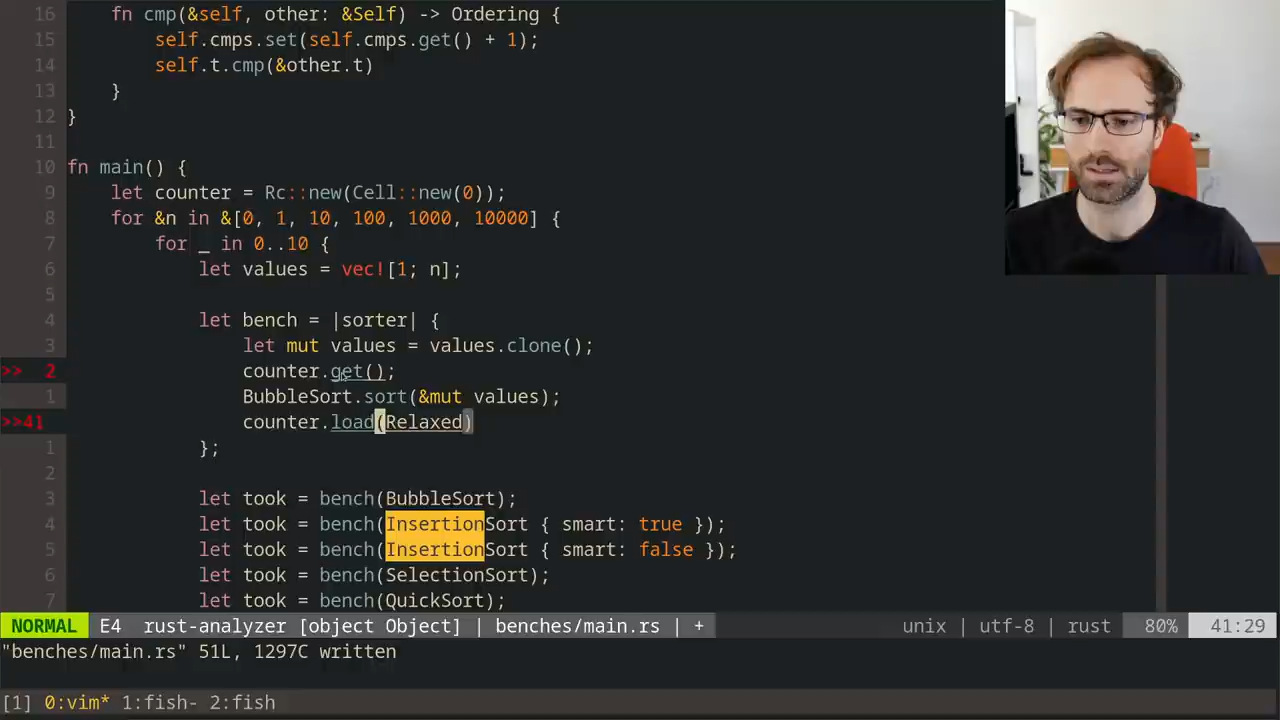 16 fn cmp(&self, other: &Self) -> Ordering {
15 self.cmps.set(self.cmps.get() + 1);
14 self.t.cmp(&other.t)
13 }
12 }
11
10 fn main() {
9 let counter = Rc::new(Cell::new(0));
8 for &n in &[0, 1, 10, 100, 1000, 10000] {
7 for _ in 0..10 {
6 let values = vec![1; n];
5
4 let bench = |sorter| {
3 let mut values = values.clone();
>> 2 counter.get();
1 BubbleSort.sort(&mut values);
>>41 counter.load(Relaxed)
1 };
2
3 let took = bench(BubbleSort);
4 let took = bench(InsertionSort { smart: true });
5 let took = bench(InsertionSort { smart: false });
6 let took = bench(SelectionSort);
7 let took = bench(QuickSort);
NORMAL E4 rust-analyzer [object Object] | benches/main.rs | + unix | utf-8 | rust 80% 41:29
"benches/main.rs" 51L, 1297C written
[1] 0:vim* 1:fish- 2:fish